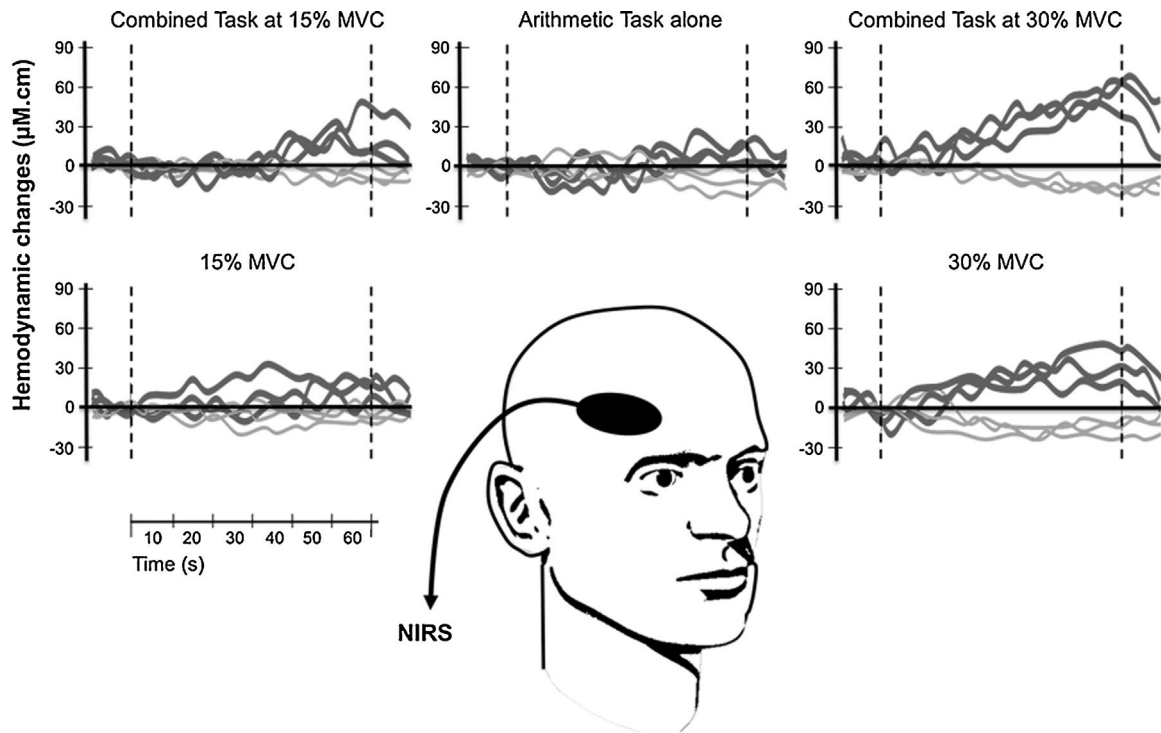 Combined Task at 15% MVC
Arithmetic Task alone
Combined Task at 30% MVC
Hemodynamic changes (μM.cm)
90
60
30
0
-30
90
60
30
0
-30
90
60
30
0
-30
15% MVC
30% MVC
90
60
30
0
-30
90
60
30
0
-30
10 20 30 40 50 60
Time (s)
NIRS